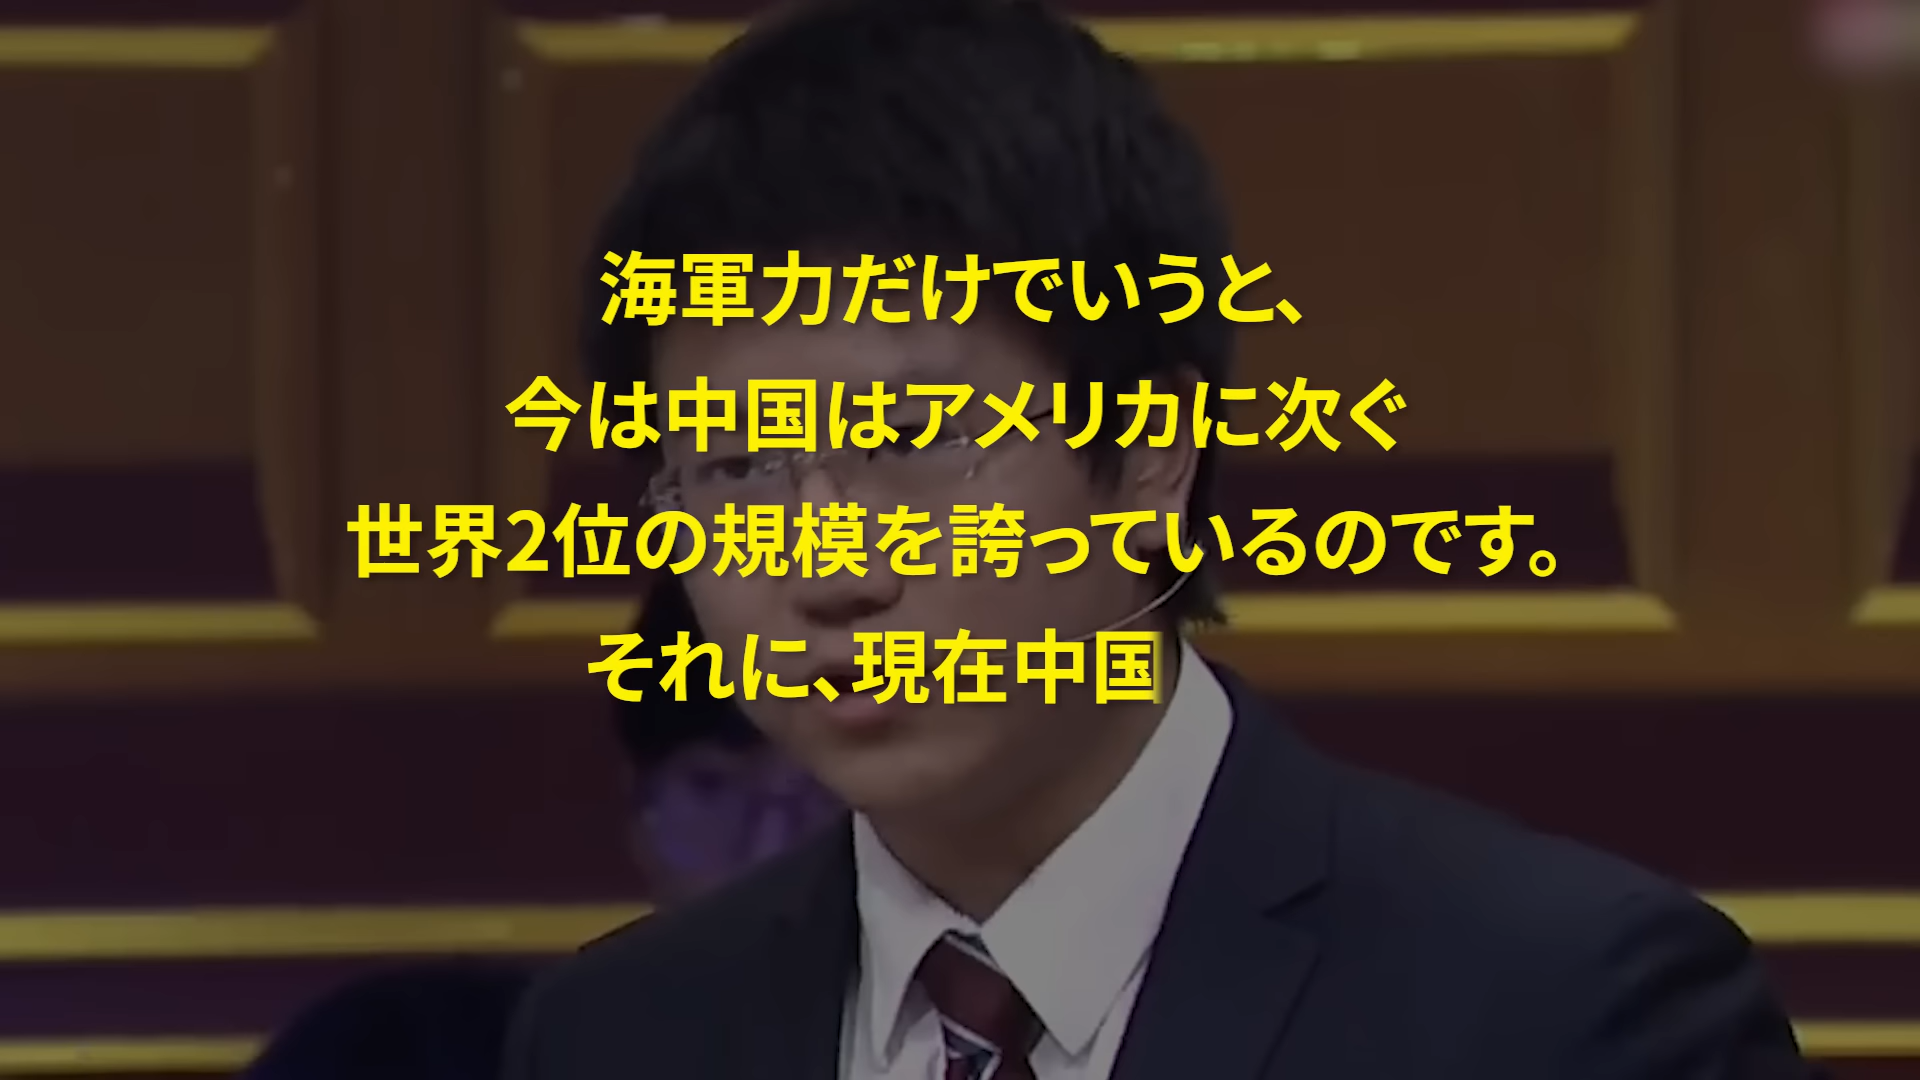 海軍力だけでいうと、
今は中国はアメリカに次ぐ
世界2位の規模を誇っているのです。
それに、現在中国